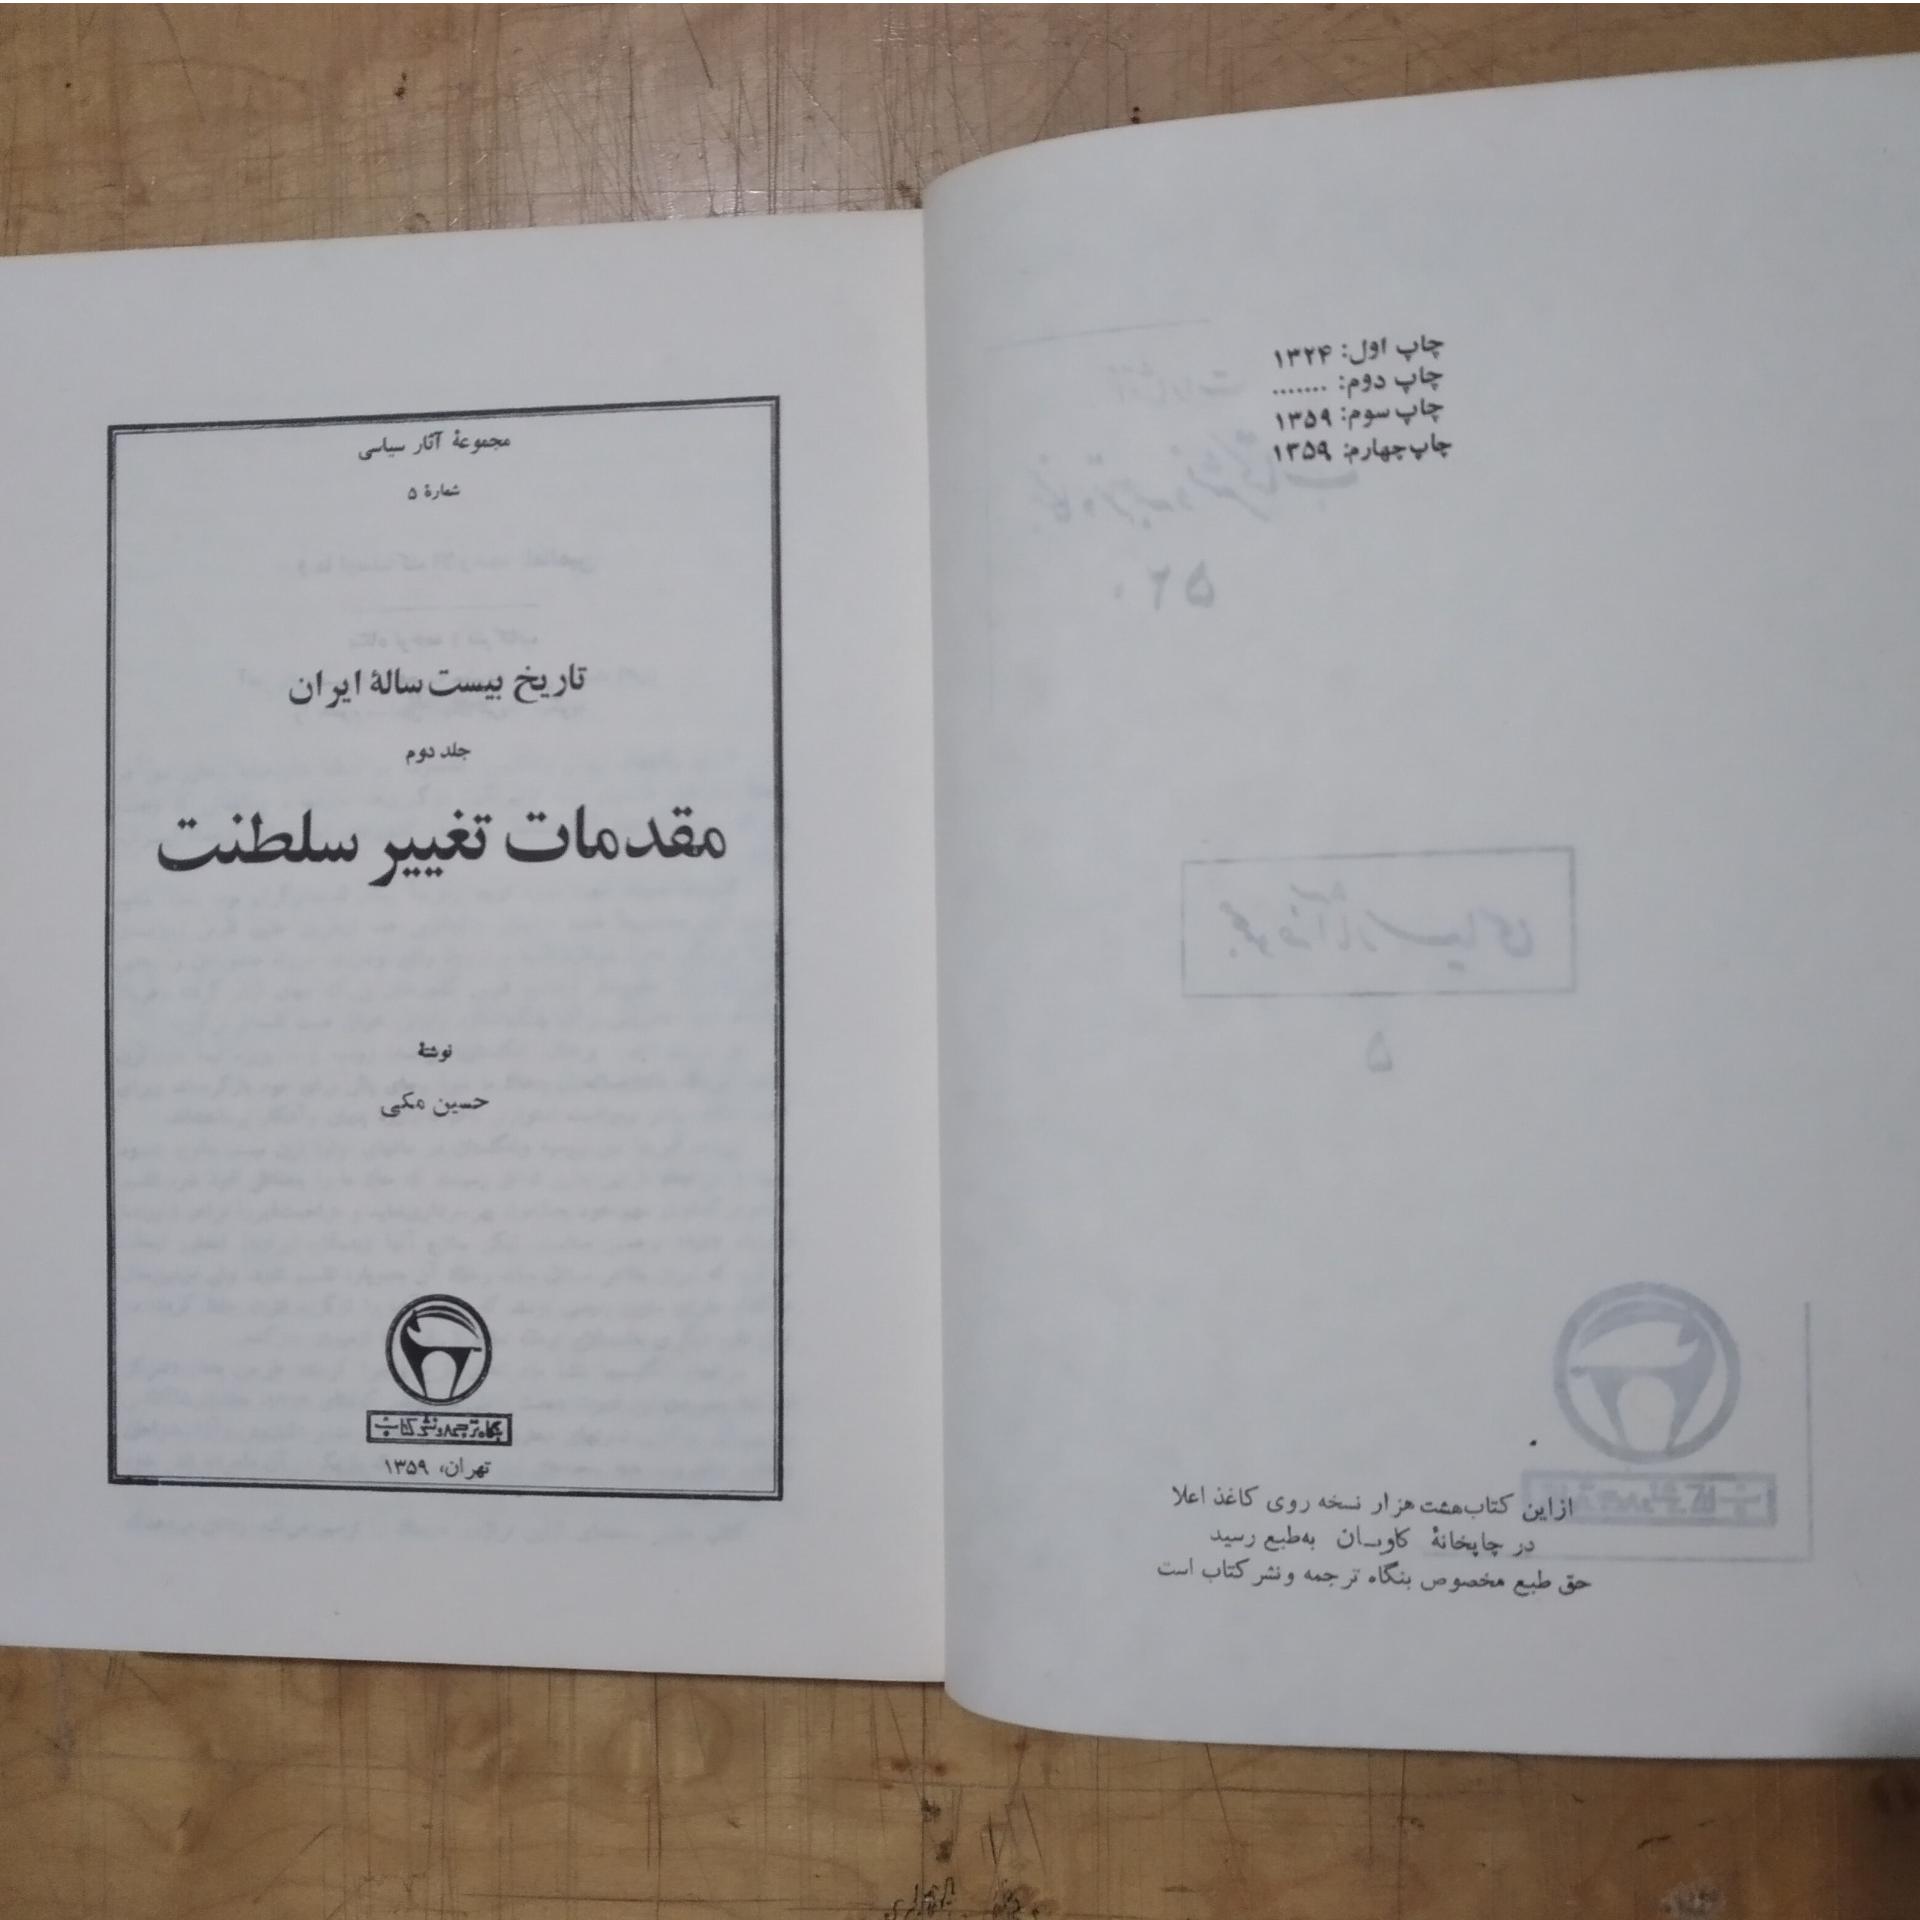 چاپ اول: ۱۳۲۴
چاپ دوم: .......
چاپ سوم: ۱۳۵۹
چاپ چهارم: ۱۳۵۹
از این کتاب هشت هزار نسخه روی کاغذ اعلا
در چاپخانهٔ کاویان به‌طبع رسید
حق طبع مخصوص بنگاه ترجمه و نشر کتاب است
مجموعهٔ آثار سیاسی
شمارهٔ ۵
تاریخ بیست سالهٔ ایران
جلد دوم
مقدمات تغییر سلطنت
نوشتهٔ
حسین مکی
بنگاه ترجمه و نشر کتاب
تهران، ۱۳۵۹